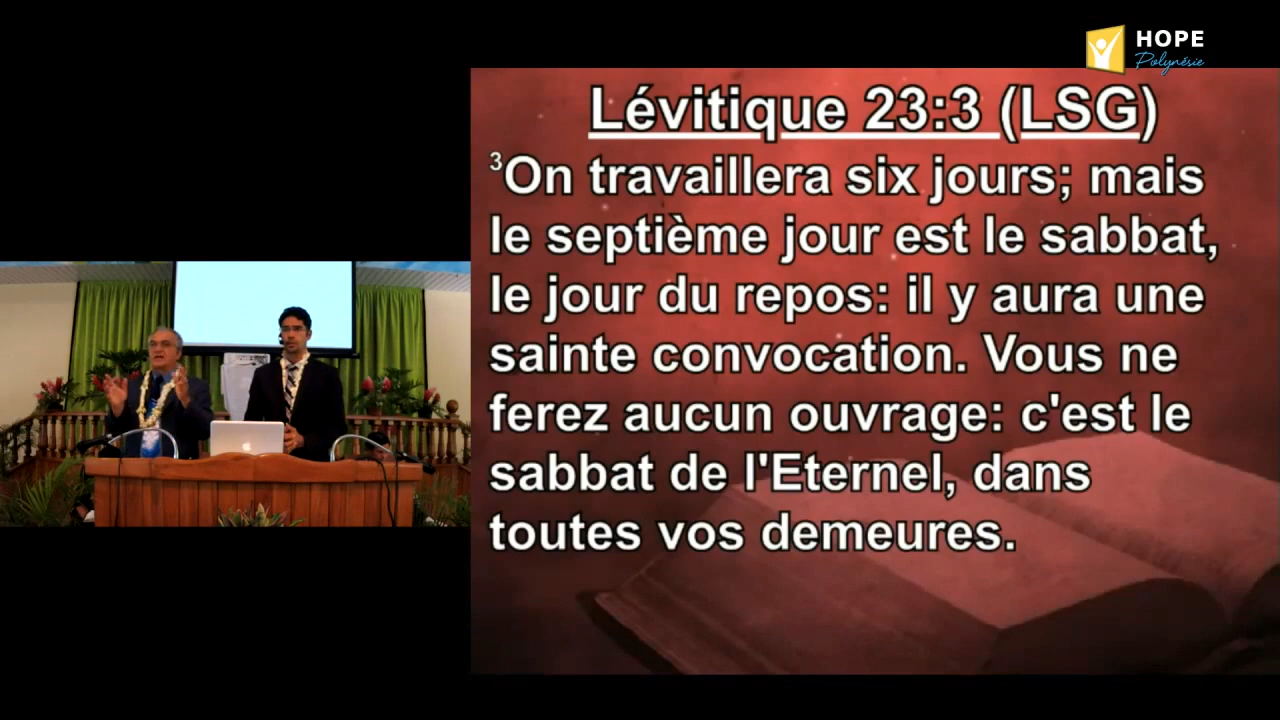 HOPE
Polynésie
Lévitique 23:3 (LSG)
3On travaillera six jours; mais
le septième jour est le sabbat,
le jour du repos: il y aura une
sainte convocation. Vous ne
ferez aucun ouvrage: c'est le
sabbat de l'Eternel, dans
toutes vos demeures.